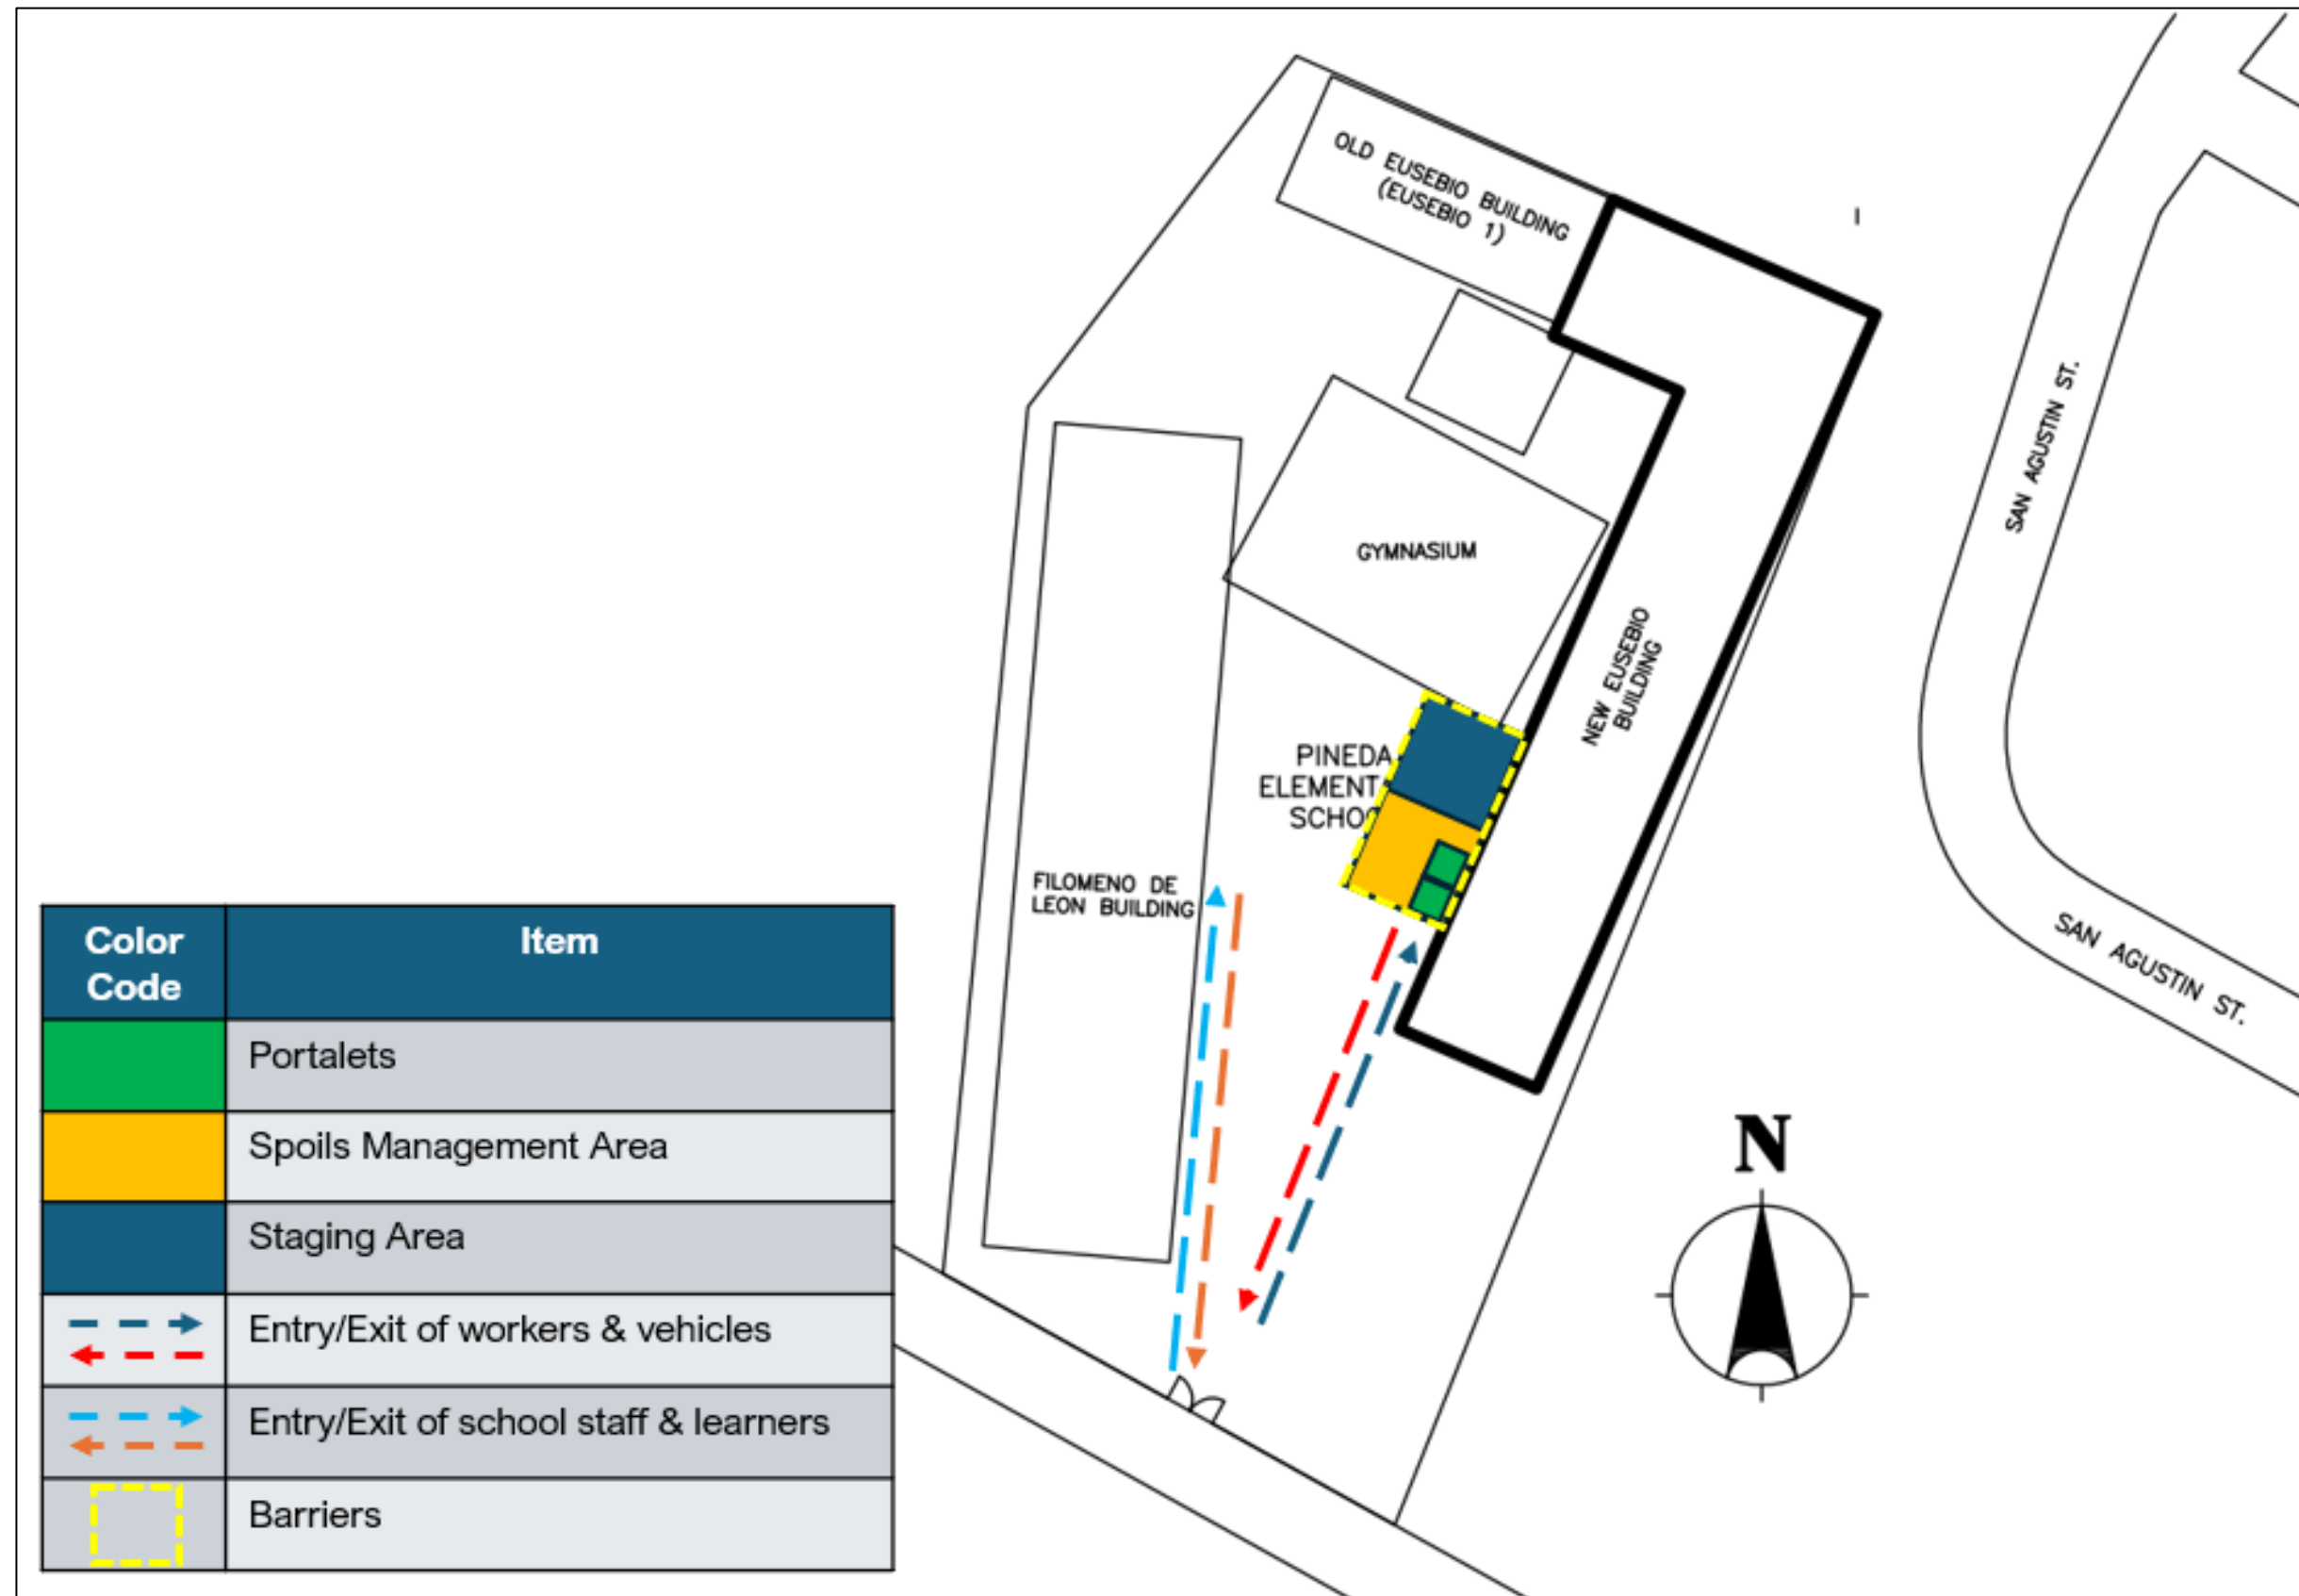 OLD EUSEBIO BUILDING
(EUSEBIO 1)
SAN AGUSTIN ST.
GYMNASIUM
NEW EUSEBIO
BUILDING
PINEDA
ELEMENT
SCHOO
FILOMENO DE
LEON BUILDING
SAN AGUSTIN ST.
N
Color Code
Item
Portalets
Spoils Management Area
Staging Area
Entry/Exit of workers & vehicles
Entry/Exit of school staff & learners
Barriers